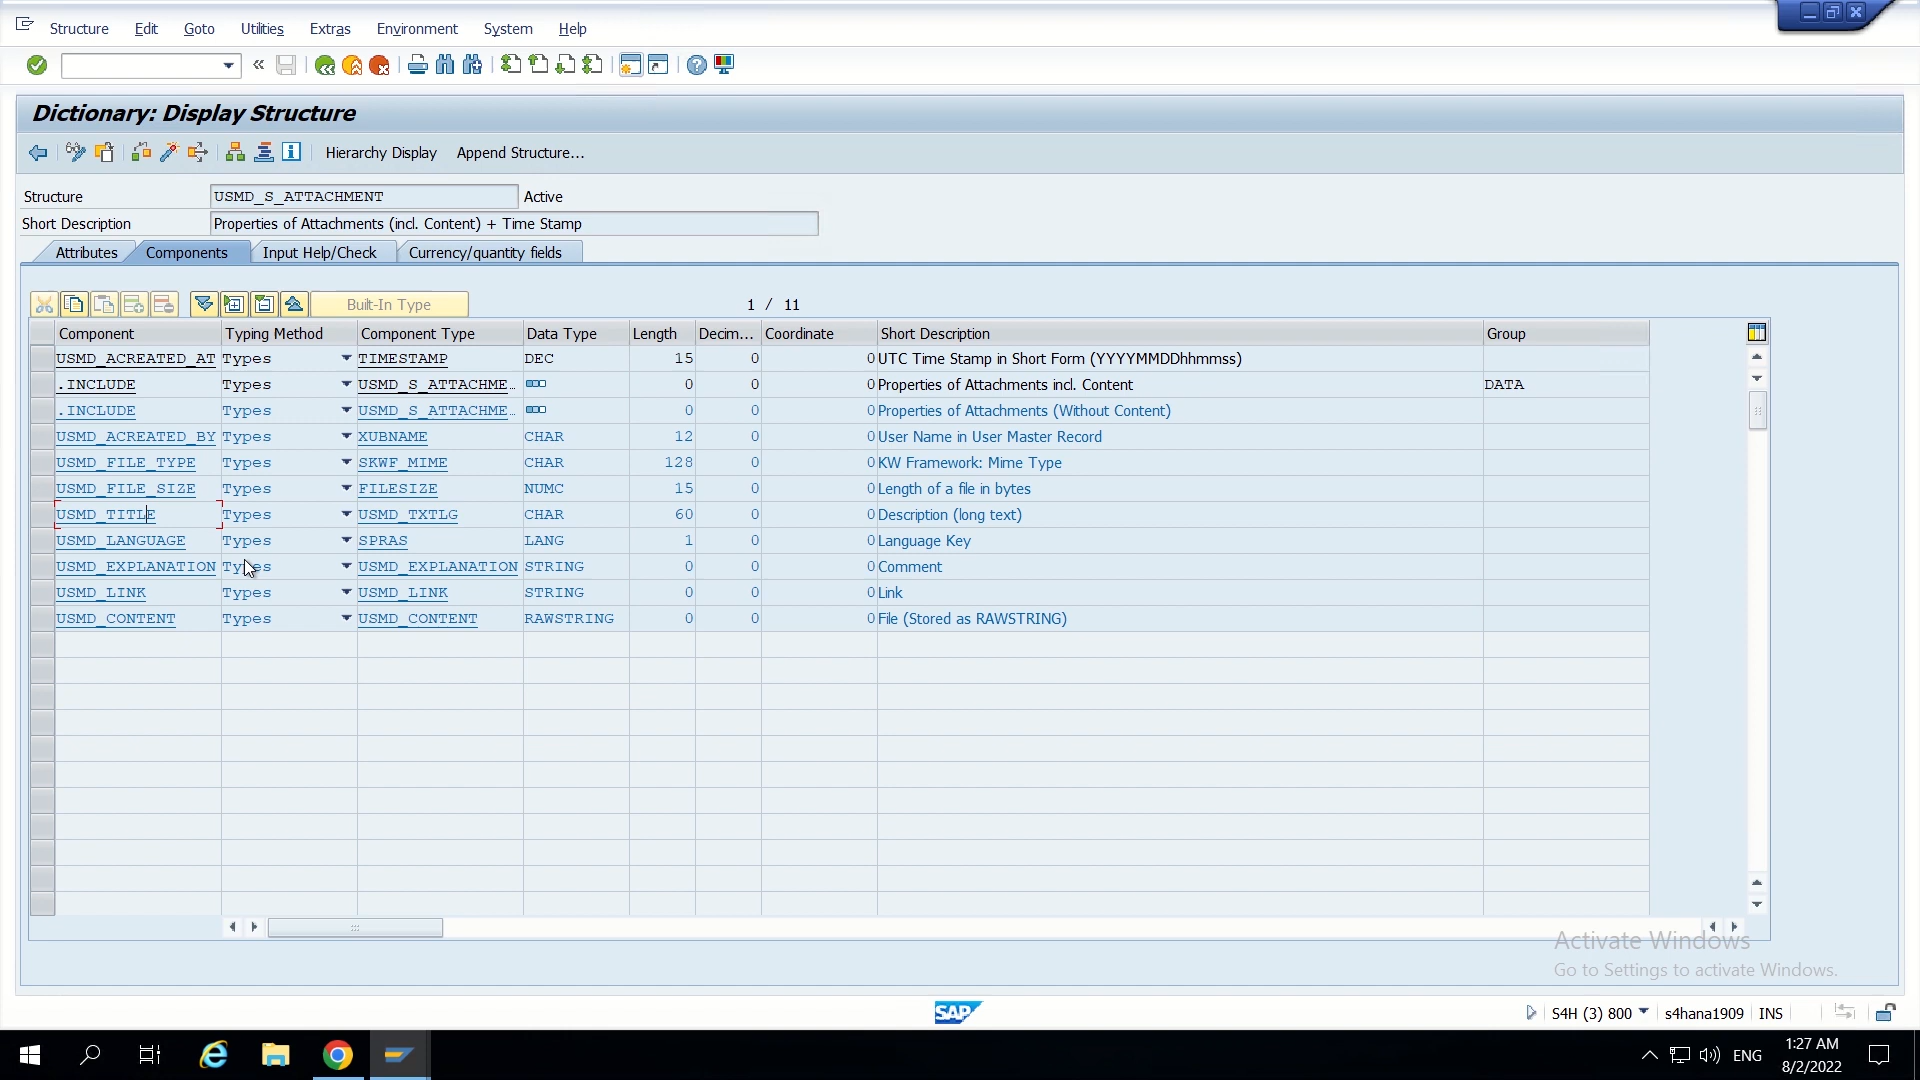 Structure Edit Goto Utilities Extras Environment System Help
Dictionary: Display Structure
Hierarchy Display Append Structure...
Structure USMD_S_ATTACHMENT Active
Short Description Properties of Attachments (incl. Content) + Time Stamp
Attributes Components Input Help/Check Currency/quantity fields
Built-In Type 1 / 11
Component Typing Method Component Type Data Type Length Decim... Coordinate Short Description Group
USMD_ACREATED_AT Types TIMESTAMP DEC 15 0 0 UTC Time Stamp in Short Form (YYYYMMDDhhmmss)
.INCLUDE Types USMD_S_ATTACHME… 0 0 0 Properties of Attachments incl. Content DATA
.INCLUDE Types USMD_S_ATTACHME… 0 0 0 Properties of Attachments (Without Content)
USMD_ACREATED_BY Types XUBNAME CHAR 12 0 0 User Name in User Master Record
USMD_FILE_TYPE Types SKWF_MIME CHAR 128 0 0 KW Framework: Mime Type
USMD_FILE_SIZE Types FILESIZE NUMC 15 0 0 Length of a file in bytes
USMD_TITLE Types USMD_TXTLG CHAR 60 0 0 Description (long text)
USMD_LANGUAGE Types SPRAS LANG 1 0 0 Language Key
USMD_EXPLANATION Types USMD_EXPLANATION STRING 0 0 0 Comment
USMD_LINK Types USMD_LINK STRING 0 0 0 Link
USMD_CONTENT Types USMD_CONTENT RAWSTRING 0 0 0 File (Stored as RAWSTRING)
Activate Windows
Go to Settings to activate Windows.
SAP S4H (3) 800 s4hana1909 INS
ENG 1:27 AM
8/2/2022